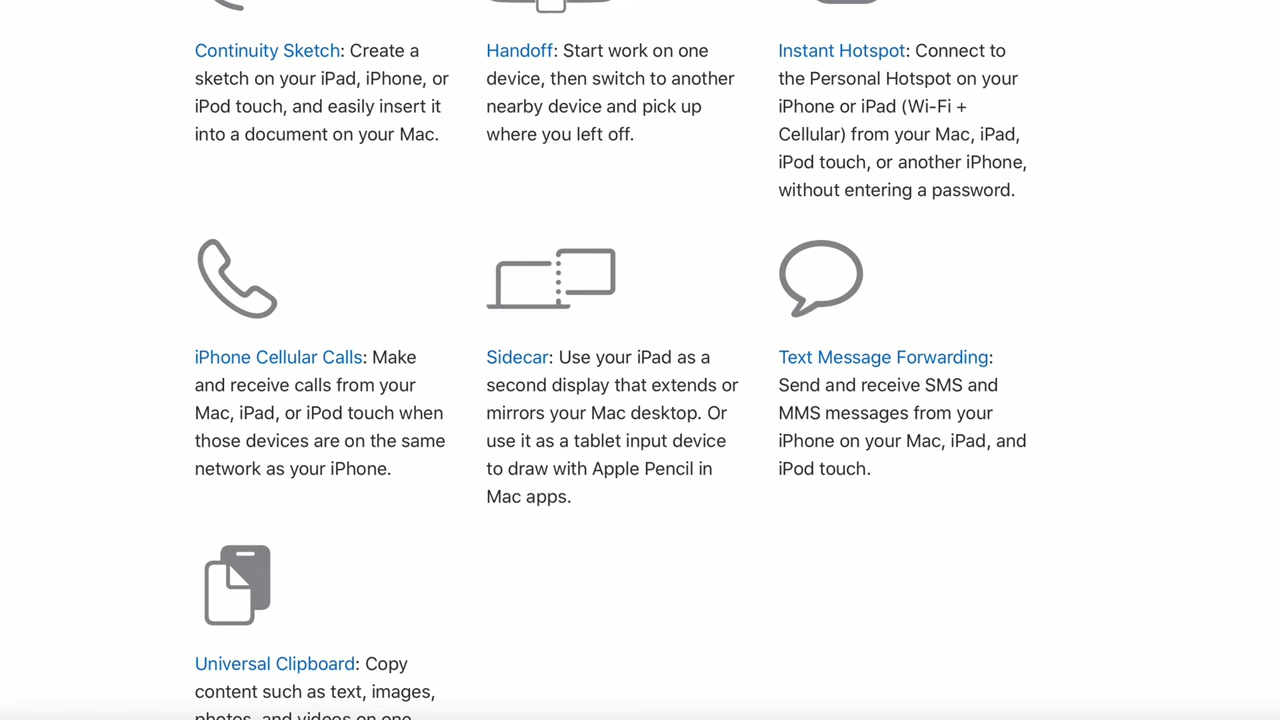 Continuity Sketch: Create a
sketch on your iPad, iPhone, or
iPod touch, and easily insert it
into a document on your Mac.
Handoff: Start work on one
device, then switch to another
nearby device and pick up
where you left off.
Instant Hotspot: Connect to
the Personal Hotspot on your
iPhone or iPad (Wi-Fi +
Cellular) from your Mac, iPad,
iPod touch, or another iPhone,
without entering a password.
iPhone Cellular Calls: Make
and receive calls from your
Mac, iPad, or iPod touch when
those devices are on the same
network as your iPhone.
Sidecar: Use your iPad as a
second display that extends or
mirrors your Mac desktop. Or
use it as a tablet input device
to draw with Apple Pencil in
Mac apps.
Text Message Forwarding:
Send and receive SMS and
MMS messages from your
iPhone on your Mac, iPad, and
iPod touch.
Universal Clipboard: Copy
content such as text, images,
photos, and videos on one